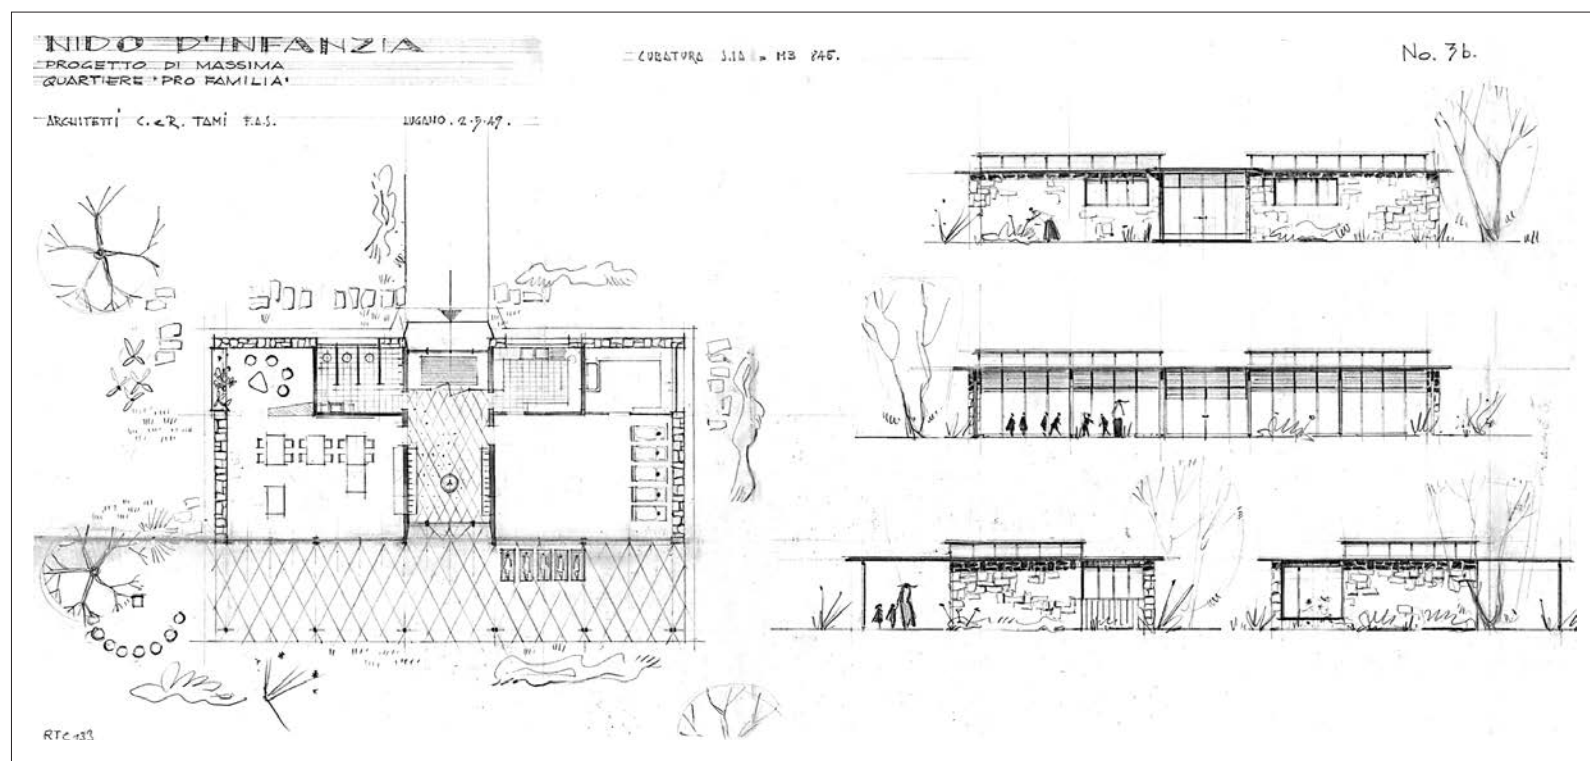 NIDO D'INFANZIA
PROGETTO DI MASSIMA
QUARTIERE 'PRO FAMILIA'
ARCHITETTI C. e R. TAMI F.A.S.
LUGANO. 2.5.49.
CUBATURA S.I.A = M3 845.
No. 3b.
RTc 133